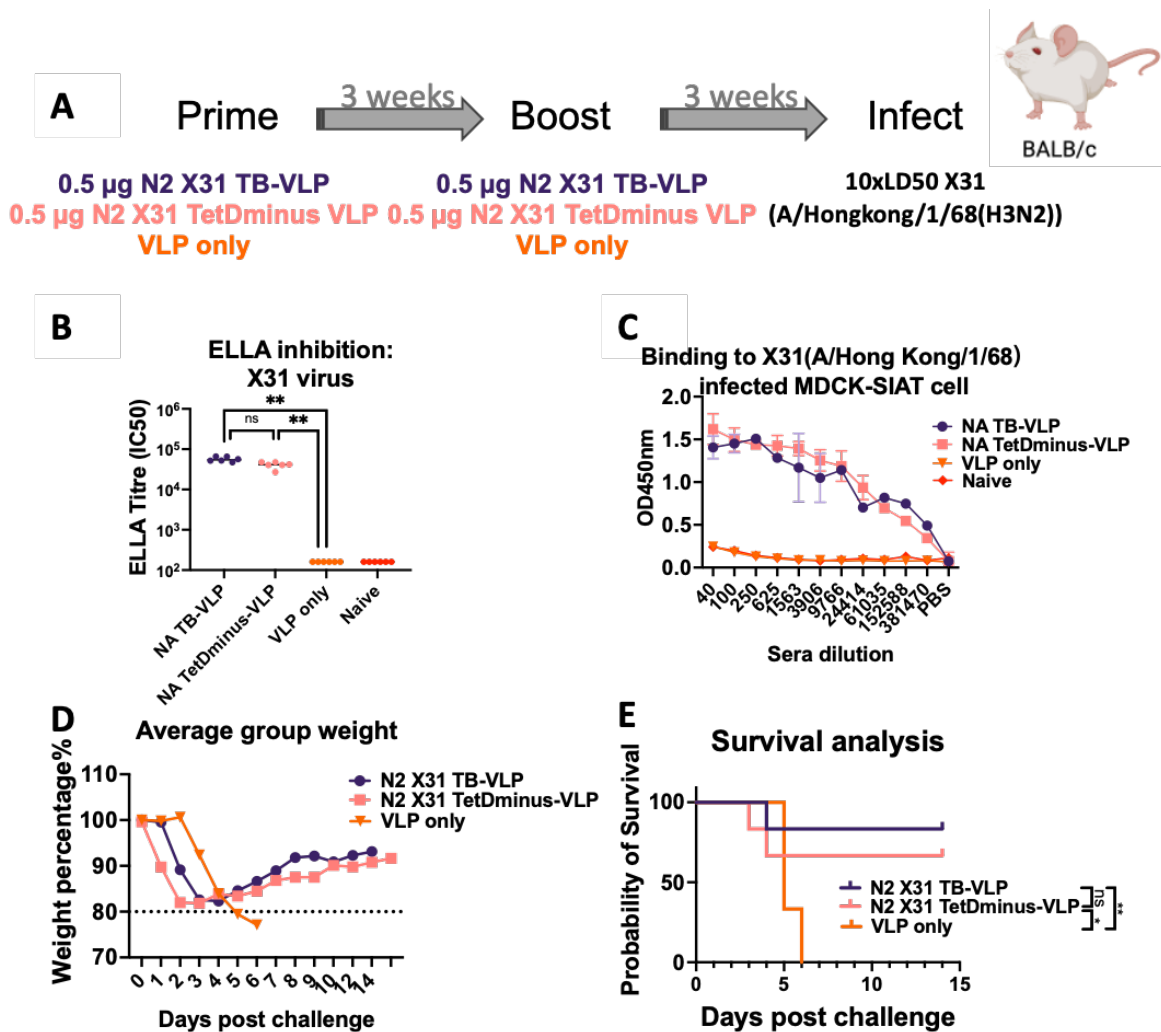 A
Prime
3 weeks
Boost
3 weeks
Infect
BALB/c
0.5 µg N2 X31 TB-VLP
0.5 µg N2 X31 TetDminus VLP
VLP only
0.5 µg N2 X31 TB-VLP
0.5 µg N2 X31 TetDminus VLP
VLP only
10xLD50 X31
(A/Hongkong/1/68(H3N2))
B
ELLA inhibition:
X31 virus
ELLA Titre (IC50)
10⁶
10⁵
10⁴
10³
10²
**
ns
**
NA TB-VLP
NA TetDminus-VLP
VLP only
Naive
C
Binding to X31(A/Hong Kong/1/68)
infected MDCK-SIAT cell
OD450nm
2.0
1.5
1.0
0.5
0.0
NA TB-VLP
NA TetDminus-VLP
VLP only
Naive
40
100
250
625
1563
3906
9766
24414
61035
152588
381470
PBS
Sera dilution
D
Average group weight
Weight percentage%
110
100
90
80
70
N2 X31 TB-VLP
N2 X31 TetDminus-VLP
VLP only
0
1
2
3
4
5
6
7
8
9
10
12
14
Days post challenge
E
Survival analysis
Probability of Survival
100
50
0
N2 X31 TB-VLP
N2 X31 TetDminus-VLP
VLP only
ns
*
**
0
5
10
15
Days post challenge